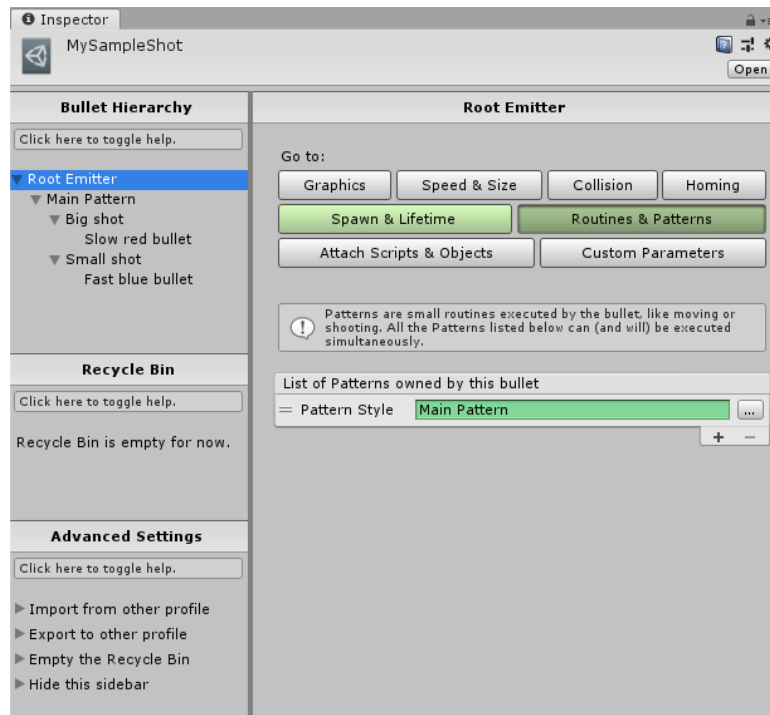 Inspector
MySampleShot
Open
Bullet Hierarchy
Click here to toggle help.
Root Emitter
Main Pattern
Big shot
Slow red bullet
Small shot
Fast blue bullet
Recycle Bin
Click here to toggle help.
Recycle Bin is empty for now.
Advanced Settings
Click here to toggle help.
Import from other profile
Export to other profile
Empty the Recycle Bin
Hide this sidebar
Root Emitter
Go to:
Graphics Speed & Size Collision Homing
Spawn & Lifetime Routines & Patterns
Attach Scripts & Objects Custom Parameters
Patterns are small routines executed by the bullet, like moving or
shooting. All the Patterns listed below can (and will) be executed
simultaneously.
List of Patterns owned by this bullet
= Pattern Style Main Pattern ...
+ −